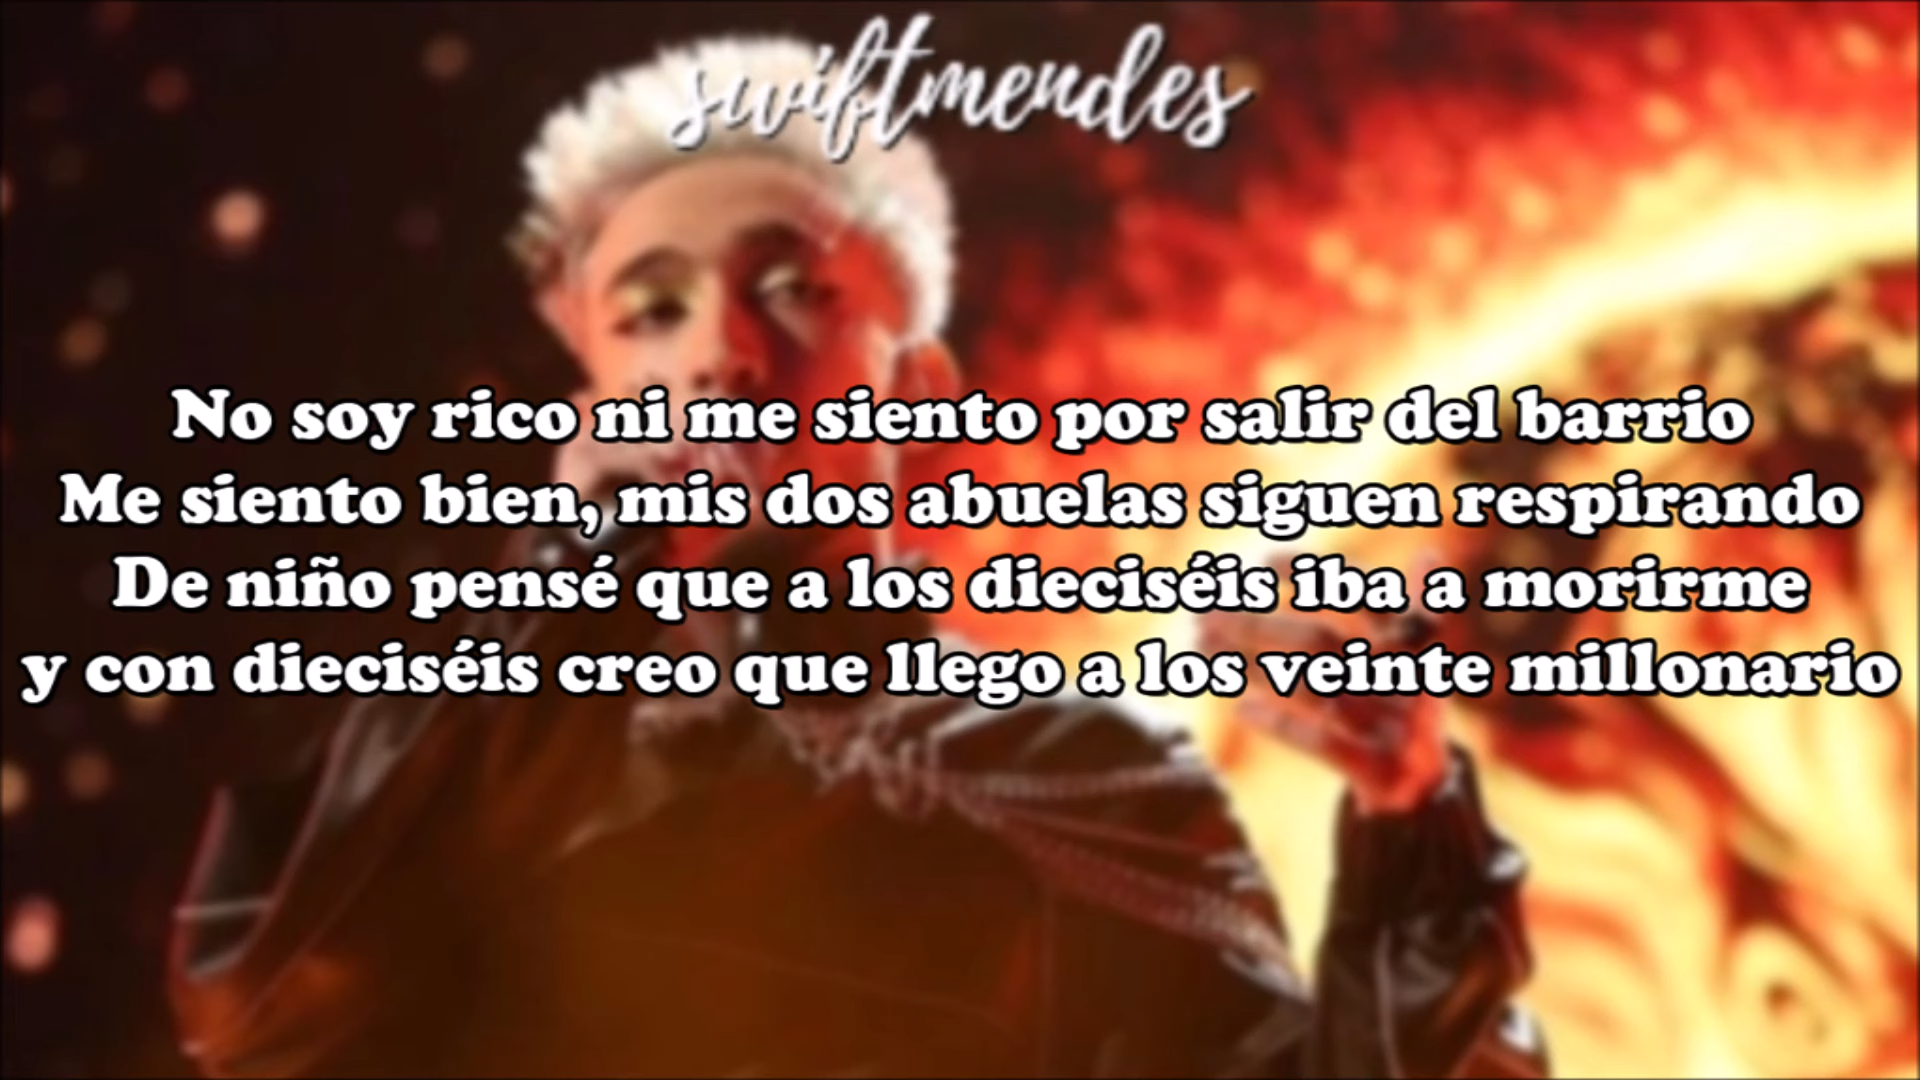 swiftmendes
No soy rico ni me siento por salir del barrio
Me siento bien, mis dos abuelas siguen respirando
De niño pensé que a los dieciséis iba a morirme
y con dieciséis creo que llego a los veinte millonario